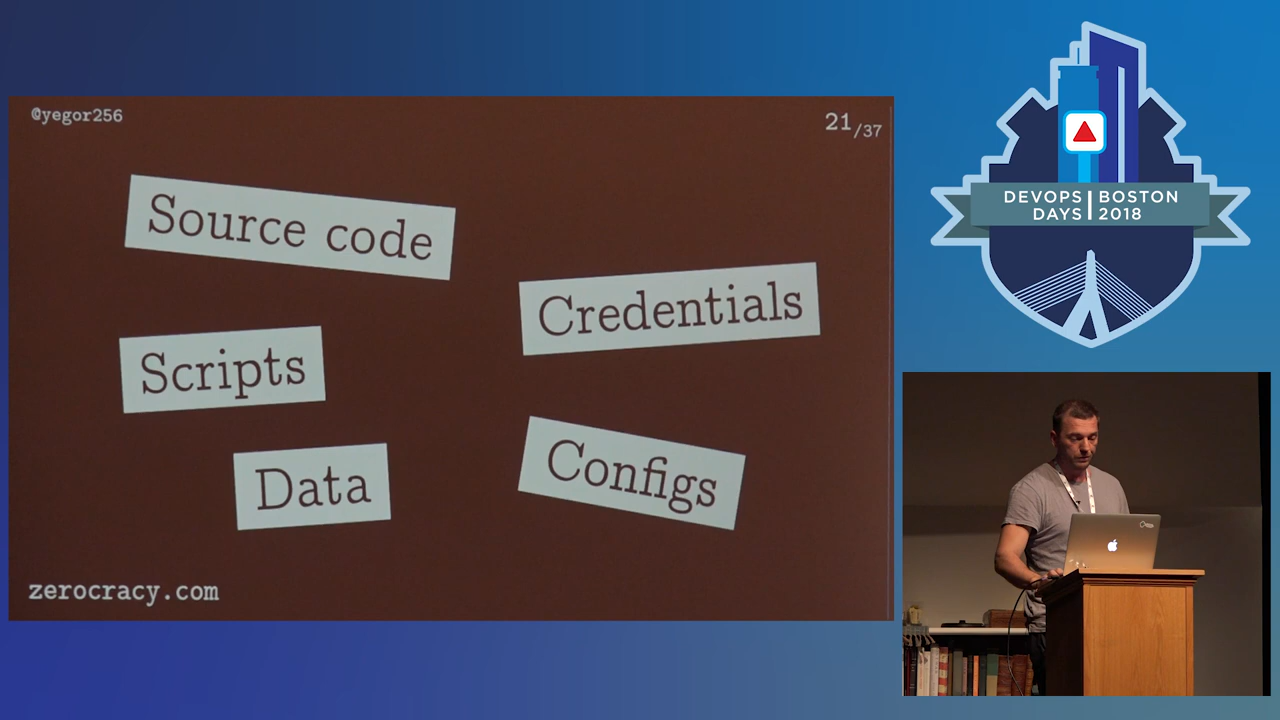 @yegor256
21/37
Source code
Credentials
Scripts
Configs
Data
zerocracy.com
DEVOPS BOSTON
DAYS 2018